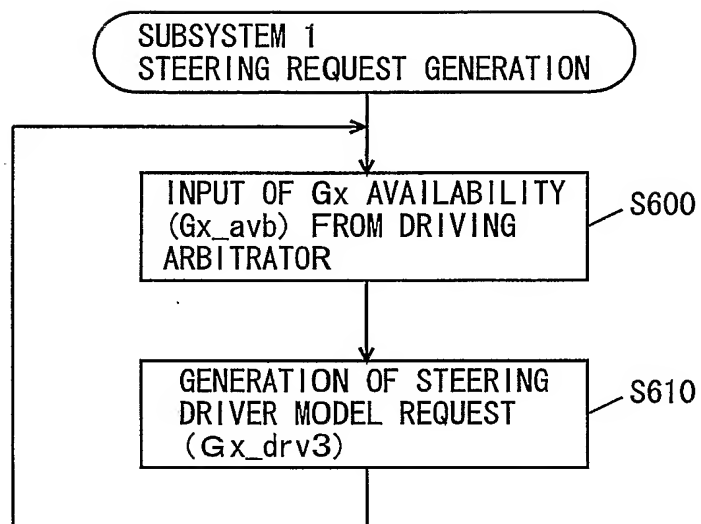 SUBSYSTEM 1
STEERING REQUEST GENERATION
INPUT OF Gx AVAILABILITY
(Gx_avb) FROM DRIVING
ARBITRATOR
S600
GENERATION OF STEERING
DRIVER MODEL REQUEST
(Gx_drv3)
S610